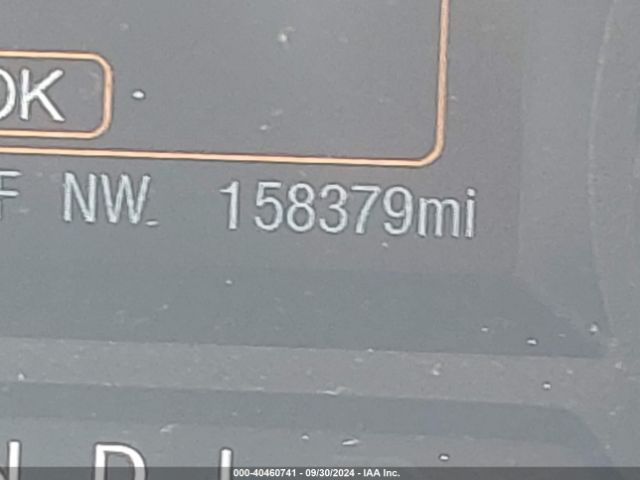 OK
F NW 158379mi
N D L
000-40460741 - 09/30/2024 - IAA Inc.